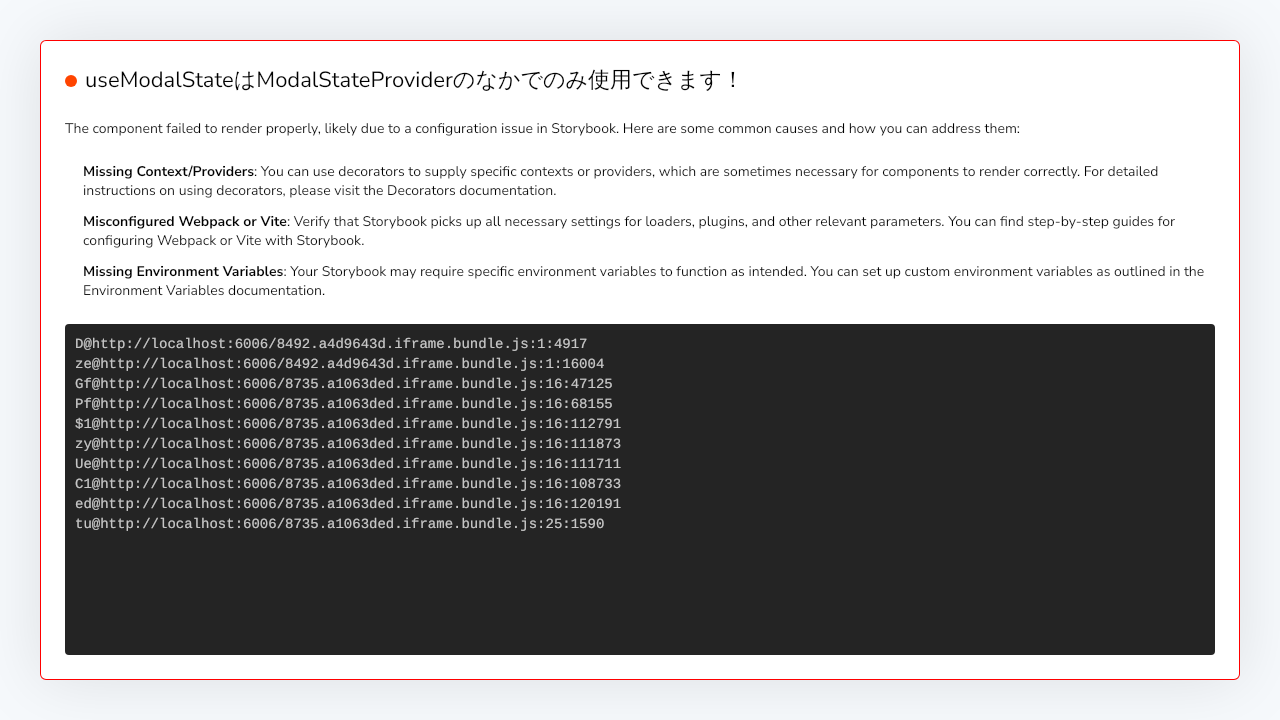 useModalStateはModalStateProviderのなかでのみ使用できます！
The component failed to render properly, likely due to a configuration issue in Storybook. Here are some common causes and how you can address them:
Missing Context/Providers: You can use decorators to supply specific contexts or providers, which are sometimes necessary for components to render correctly. For detailed
instructions on using decorators, please visit the Decorators documentation.
Misconfigured Webpack or Vite: Verify that Storybook picks up all necessary settings for loaders, plugins, and other relevant parameters. You can find step-by-step guides for
configuring Webpack or Vite with Storybook.
Missing Environment Variables: Your Storybook may require specific environment variables to function as intended. You can set up custom environment variables as outlined in the
Environment Variables documentation.
D@http://localhost:6006/8492.a4d9643d.iframe.bundle.js:1:4917
ze@http://localhost:6006/8492.a4d9643d.iframe.bundle.js:1:16004
Gf@http://localhost:6006/8735.a1063ded.iframe.bundle.js:16:47125
Pf@http://localhost:6006/8735.a1063ded.iframe.bundle.js:16:68155
$1@http://localhost:6006/8735.a1063ded.iframe.bundle.js:16:112791
zy@http://localhost:6006/8735.a1063ded.iframe.bundle.js:16:111873
Ue@http://localhost:6006/8735.a1063ded.iframe.bundle.js:16:111711
C1@http://localhost:6006/8735.a1063ded.iframe.bundle.js:16:108733
ed@http://localhost:6006/8735.a1063ded.iframe.bundle.js:16:120191
tu@http://localhost:6006/8735.a1063ded.iframe.bundle.js:25:1590